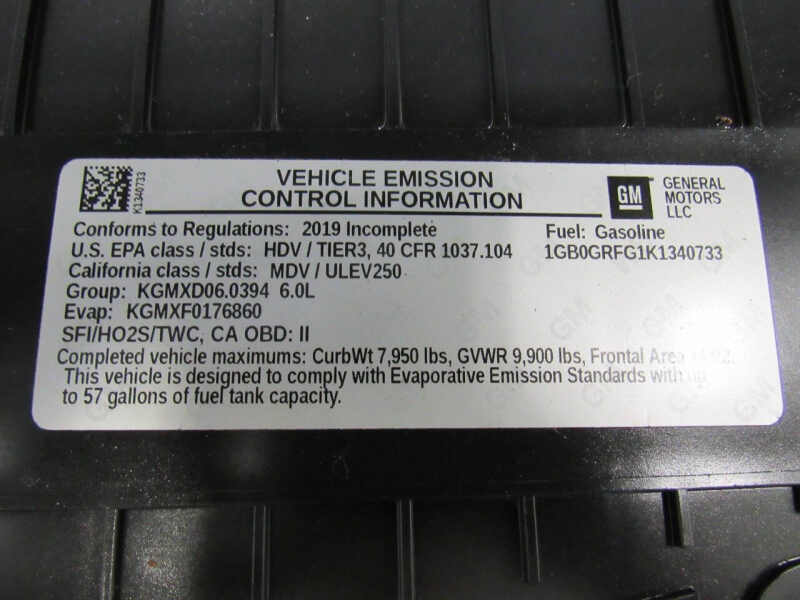 K1340733
VEHICLE EMISSION
CONTROL INFORMATION
GM
GENERAL
MOTORS
LLC
Conforms to Regulations: 2019 Incomplete
Fuel: Gasoline
U.S. EPA class / stds: HDV / TIER3, 40 CFR 1037.104
1GB0GRFG1K1340733
California class / stds: MDV / ULEV250
Group: KGMXD06.0394 6.0L
Evap: KGMXF0176860
SFI/HO2S/TWC, CA OBD: II
Completed vehicle maximums: CurbWt 7,950 lbs, GVWR 9,900 lbs, Frontal Area
This vehicle is designed to comply with Evaporative Emission Standards with up
to 57 gallons of fuel tank capacity.